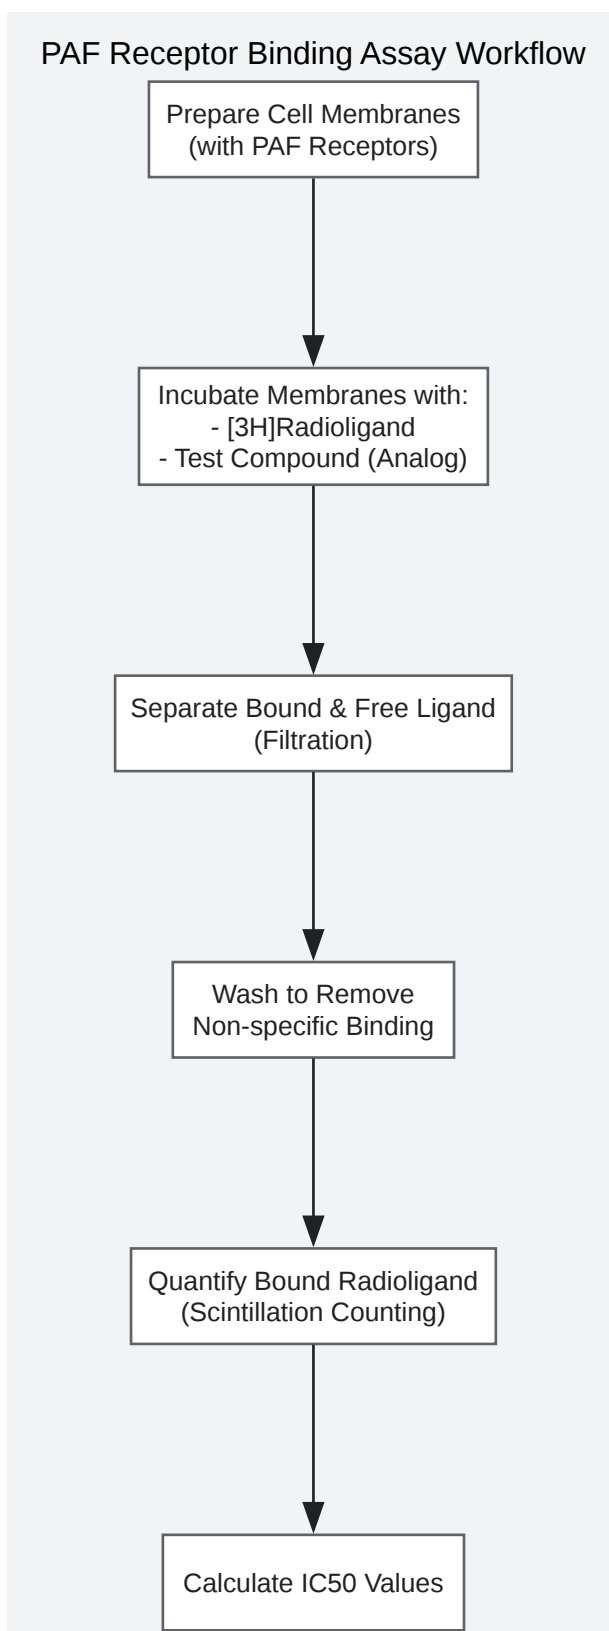 PAF Receptor Binding Assay Workflow
Prepare Cell Membranes
(with PAF Receptors)
Incubate Membranes with:
- [3H]Radioligand
- Test Compound (Analog)
Separate Bound & Free Ligand
(Filtration)
Wash to Remove
Non-specific Binding
Quantify Bound Radioligand
(Scintillation Counting)
Calculate IC50 Values